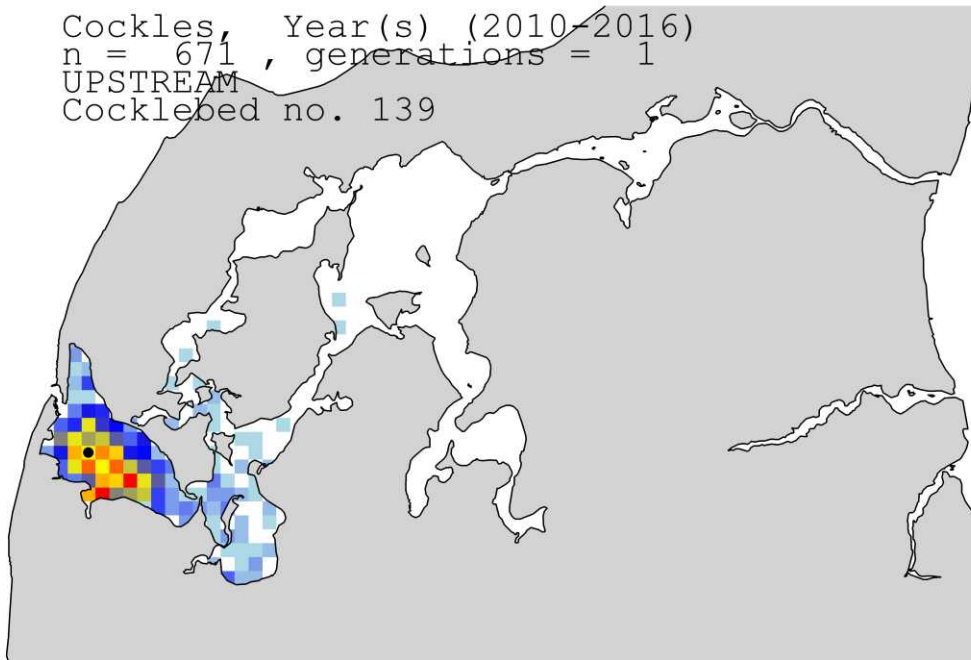 Cockles, Year(s) (2010-2016)
n = 671 , generations = 1
UPSTREAM
Cocklebed no. 139